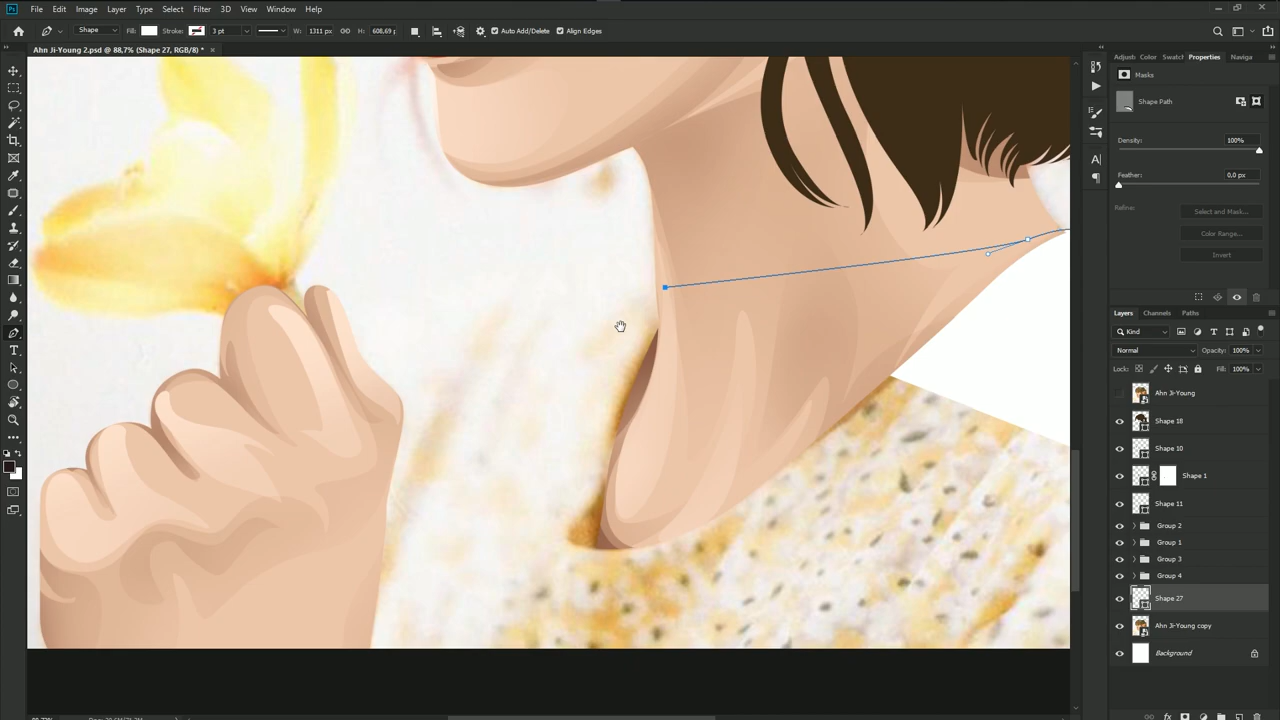 Ps File Edit Image Layer Type Select Filter 3D View Window Help
Shape Fill: Stroke: 3 pt W: 1311 px GO H: 608,69 p Auto Add/Delete Align Edges
Ahn Ji-Young 2.psd @ 88,7% (Shape 27, RGB/8) * ×
Adjust Color Swatch Properties Naviga
Masks
Shape Path
Density: 100%
Feather: 0,0 px
Refine: Select and Mask...
Color Range...
Invert
Layers Channels Paths
Kind
Normal Opacity: 100%
Lock: Fill: 100%
Ahn Ji-Young
Shape 18
Shape 10
Shape 1
Shape 11
Group 2
Group 1
Group 3
Group 4
Shape 27
Ahn Ji-Young copy
Background